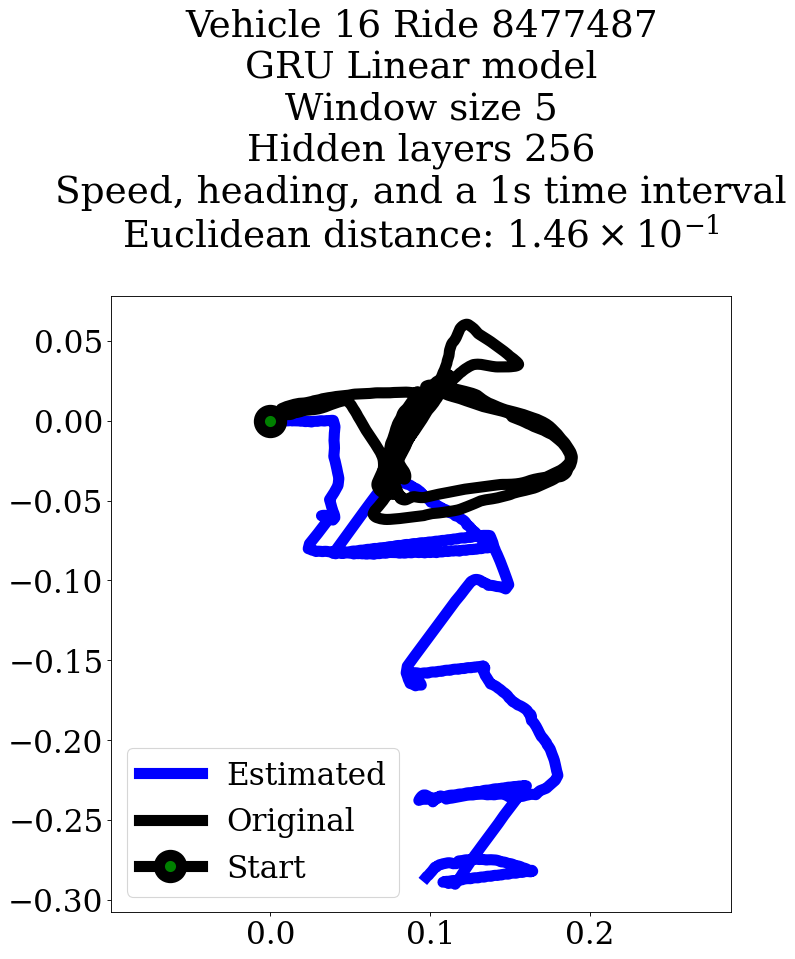 Vehicle 16 Ride 8477487
GRU Linear model
Window size 5
Hidden layers 256
Speed, heading, and a 1s time interval
Euclidean distance: 1.46 × 10⁻¹
0.05
0.00
−0.05
−0.10
−0.15
−0.20
−0.25
−0.30
Estimated
Original
Start
0.0 0.1 0.2